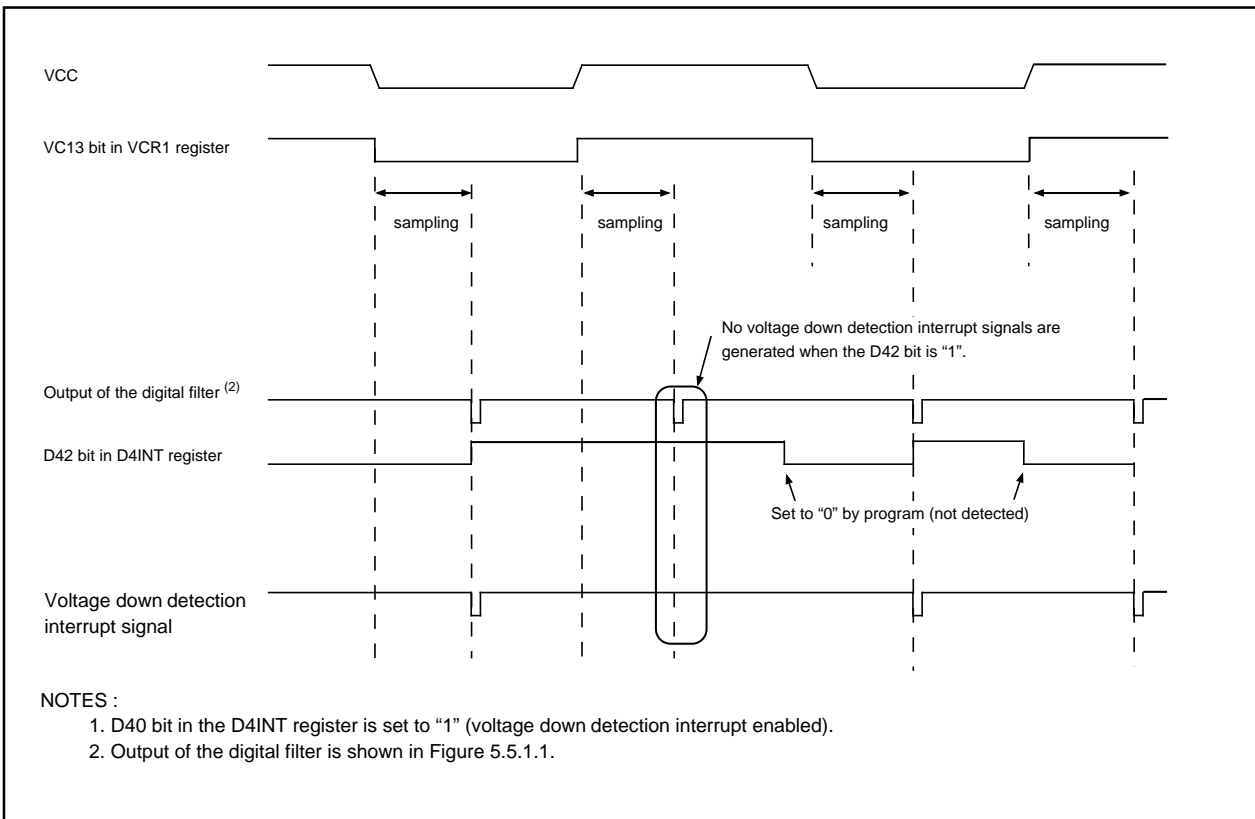 VCC
VC13 bit in VCR1 register
sampling
sampling
sampling
sampling
No voltage down detection interrupt signals are
generated when the D42 bit is “1”.
Output of the digital filter (2)
D42 bit in D4INT register
Set to “0” by program (not detected)
Voltage down detection
interrupt signal
NOTES :
1. D40 bit in the D4INT register is set to “1” (voltage down detection interrupt enabled).
2. Output of the digital filter is shown in Figure 5.5.1.1.